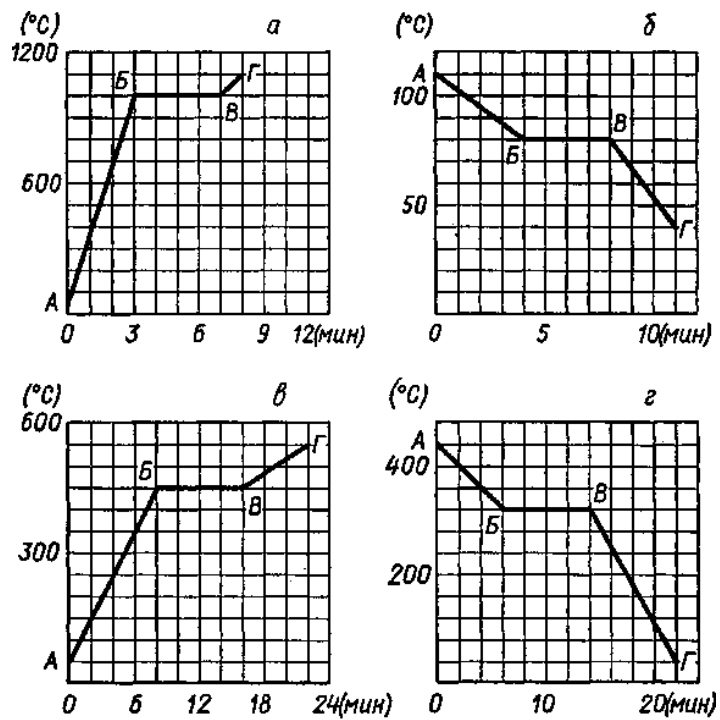 (°C) а
1200
600
А Б В Г
0 3 6 9 12(мин)
(°C) б
100
50
А Б В Г
0 5 10(мин)
(°C) в
600
300
А Б В Г
0 6 12 18 24(мин)
(°C) г
400
200
А Б В Г
0 10 20(мин)